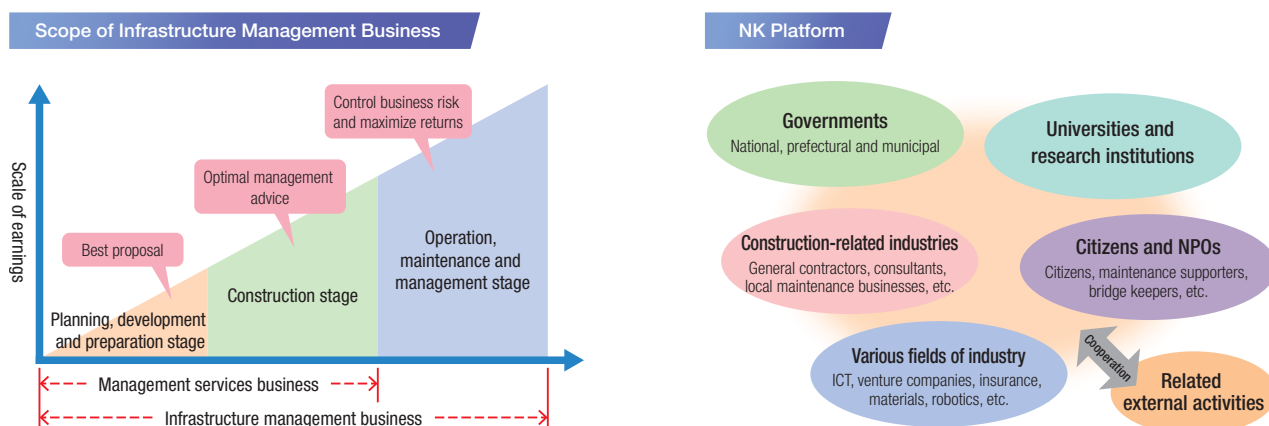 Scope of Infrastructure Management Business
Scale of earnings
Control business risk
and maximize returns
Optimal management
advice
Best proposal
Operation,
maintenance and
management stage
Construction stage
Planning, development
and preparation stage
Management services business
Infrastructure management business
NK Platform
Governments
National, prefectural and municipal
Universities and
research institutions
Construction-related industries
General contractors, consultants,
local maintenance businesses, etc.
Citizens and NPOs
Citizens, maintenance supporters,
bridge keepers, etc.
Various fields of industry
ICT, venture companies, insurance,
materials, robotics, etc.
Cooperation
Related
external activities